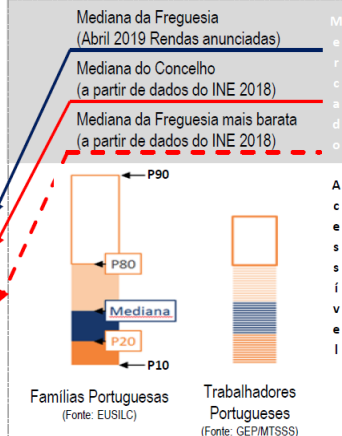 Mediana da Freguesia
(Abril 2019 Rendas anunciadas)
Mediana do Concelho
(a partir de dados do INE 2018)
Mediana da Freguesia mais barata
(a partir de dados do INE 2018)
Mercado
P90
P80
Mediana
P20
P10
Acessível
Famílias Portuguesas
(Fonte: EUSILC)
Trabalhadores
Portugueses
(Fonte: GEP/MTSSS)